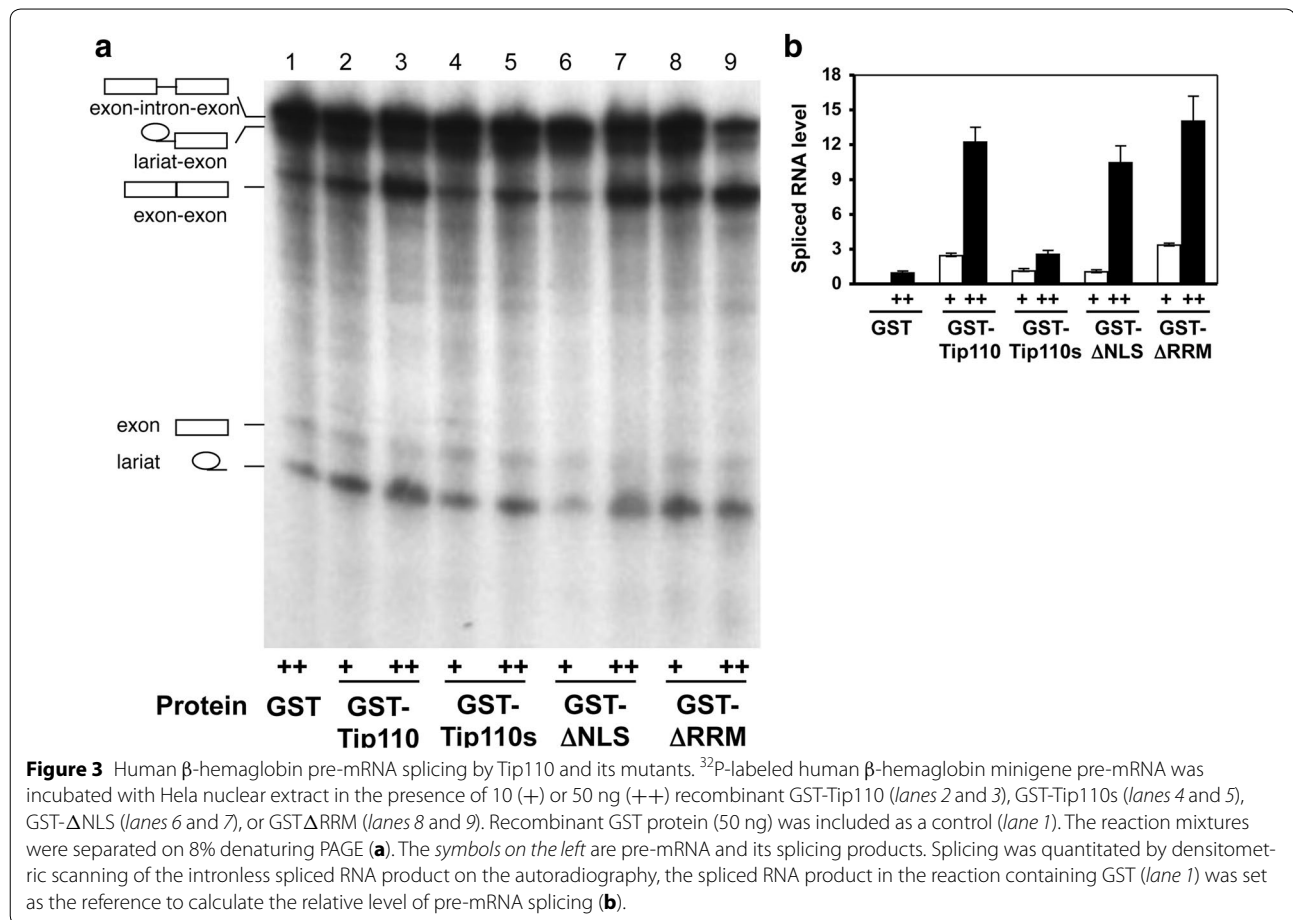 a
1 2 3 4 5 6 7 8 9
exon-intron-exon
lariat-exon
exon-exon
exon
lariat
++ + ++ + ++ + ++ + ++
Protein GST GST- GST- GST- GST-
Tip110 Tip110s ΔNLS ΔRRM
b
Spliced RNA level
18
15
12
9
6
3
0
++ + ++ + ++ + ++ + ++
GST GST- GST- GST- GST-
Tip110 Tip110s ΔNLS ΔRRM
Figure 3 Human β-hemaglobin pre-mRNA splicing by Tip110 and its mutants. ³²P-labeled human β-hemaglobin minigene pre-mRNA was
incubated with Hela nuclear extract in the presence of 10 (+) or 50 ng (++) recombinant GST-Tip110 (lanes 2 and 3), GST-Tip110s (lanes 4 and 5),
GST-ΔNLS (lanes 6 and 7), or GSTΔRRM (lanes 8 and 9). Recombinant GST protein (50 ng) was included as a control (lane 1). The reaction mixtures
were separated on 8% denaturing PAGE (a). The symbols on the left are pre-mRNA and its splicing products. Splicing was quantitated by densitomet-
ric scanning of the intronless spliced RNA product on the autoradiography, the spliced RNA product in the reaction containing GST (lane 1) was set
as the reference to calculate the relative level of pre-mRNA splicing (b).